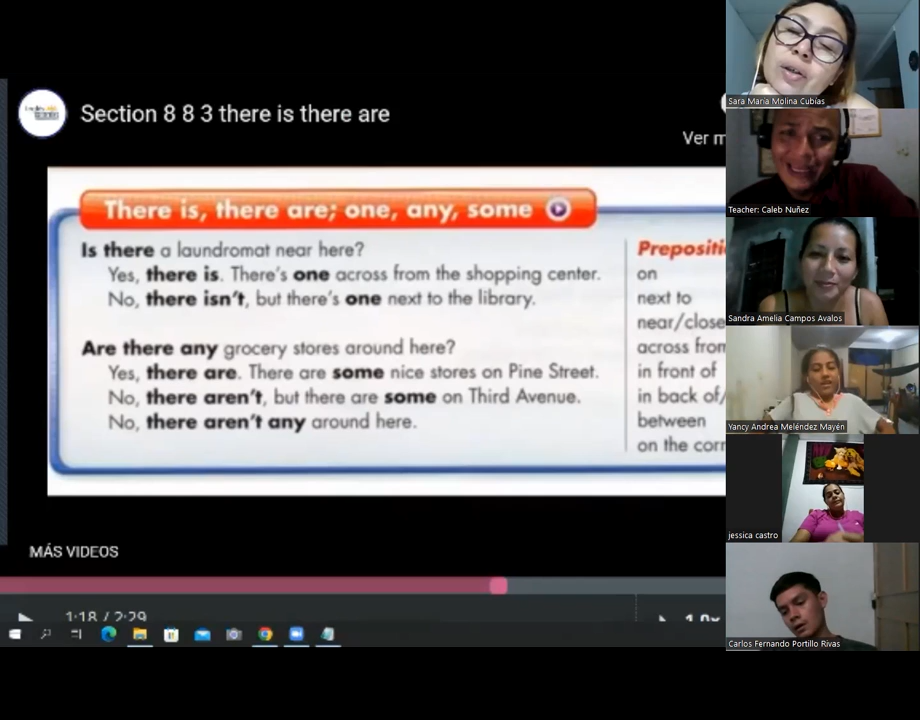 Section 8 8 3 there is there are
Ver m
There is, there are; one, any, some
Is there a laundromat near here?
Yes, there is. There's one across from the shopping center.
No, there isn't, but there's one next to the library.
Are there any grocery stores around here?
Yes, there are. There are some nice stores on Pine Street.
No, there aren't, but there are some on Third Avenue.
No, there aren't any around here.
Prepositi
on
next to
near/close
across from
in front of
in back of/
between
on the corr
MÁS VIDEOS
1:18 / 2:29
1.0x
Sara María Molina Cubías
Teacher: Caleb Nuñez
Sandra Amelia Campos Avalos
Yancy Andrea Meléndez Mayén
jessica castro
Carlos Fernando Portillo Rivas